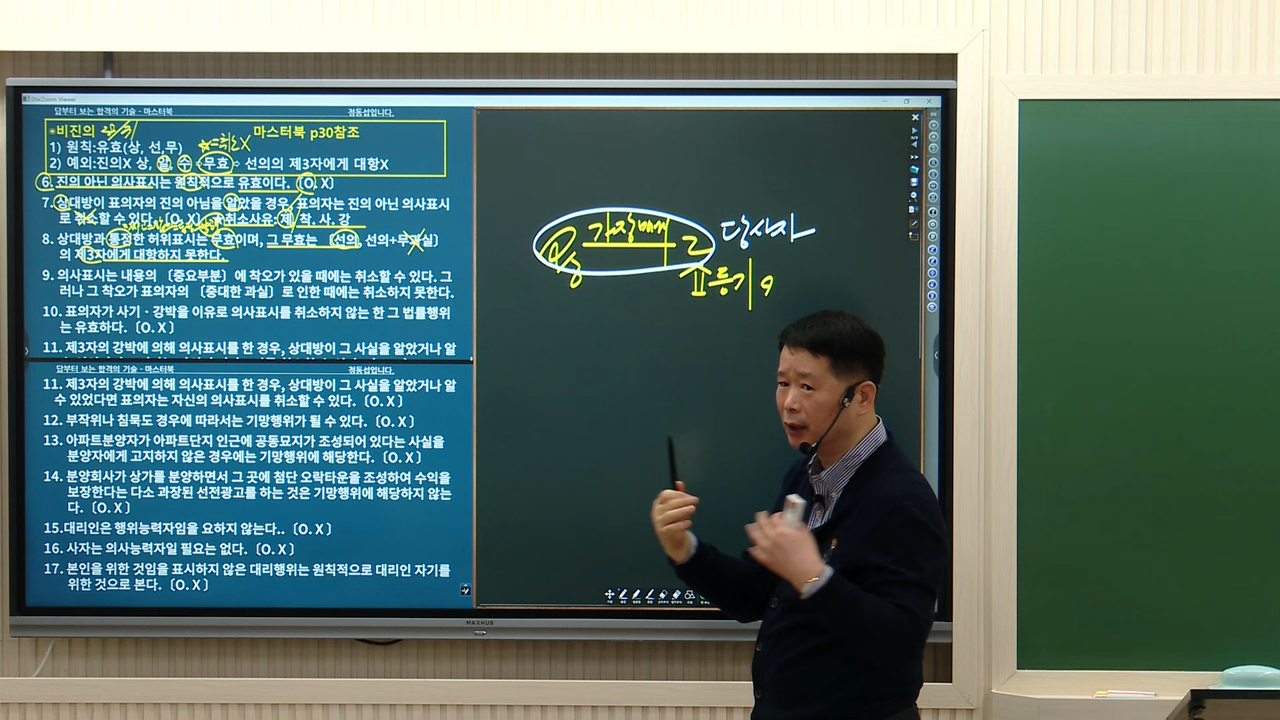 DocZoom Viewer
답부터 보는 합격의 기술 - 마스터북 정동섭입니다.
비진의 마스터북 p30참조
1) 원칙:유효(상, 선,무)
2) 예외:진의X 상, 알, 수 무효 선의의 제3자에게 대항X
6. 진의 아닌 의사표시는 원칙적으로 유효이다. 〔O. X〕
7. 상대방이 표의자의 진의 아님을 알았을 경우, 표의자는 진의 아닌 의사표시
로 취소할 수 있다. 〔O. X〕 취소사유: 제, 착. 사. 강
8. 상대방과 통정한 허위표시는 무효이며, 그 무효는 〔선의, 선의+무과실〕
의 제3자에게 대항하지 못한다.
9. 의사표시는 내용의 〔중요부분〕에 착오가 있을 때에는 취소할 수 있다. 그
러나 그 착오가 표의자의 〔중대한 과실〕로 인한 때에는 취소하지 못한다.
10. 표의자가 사기 · 강박을 이유로 의사표시를 취소하지 않는 한 그 법률행위
는 유효하다. 〔O. X 〕
11. 제3자의 강박에 의해 의사표시를 한 경우, 상대방이 그 사실을 알았거나 알
답부터 보는 합격의 기술 - 마스터북 정동섭입니다.
11. 제3자의 강박에 의해 의사표시를 한 경우, 상대방이 그 사실을 알았거나 알
수 있었다면 표의자는 자신의 의사표시를 취소할 수 있다. 〔O. X 〕
12. 부작위나 침묵도 경우에 따라서는 기망행위가 될 수 있다. 〔O. X 〕
13. 아파트분양자가 아파트단지 인근에 공동묘지가 조성되어 있다는 사실을
분양자에게 고지하지 않은 경우에는 기망행위에 해당한다. 〔O. X 〕
14. 분양회사가 상가를 분양하면서 그 곳에 첨단 오락타운을 조성하여 수익을
보장한다는 다소 과장된 선전광고를 하는 것은 기망행위에 해당하지 않는
다. 〔O. X 〕
15.대리인은 행위능력자임을 요하지 않는다.. 〔O. X 〕
16. 사자는 의사능력자일 필요는 없다. 〔O. X 〕
17. 본인을 위한 것임을 표시하지 않은 대리행위는 원칙적으로 대리인 자기를
위한 것으로 본다. 〔O. X 〕
가장매매
당사자
MAXHUB